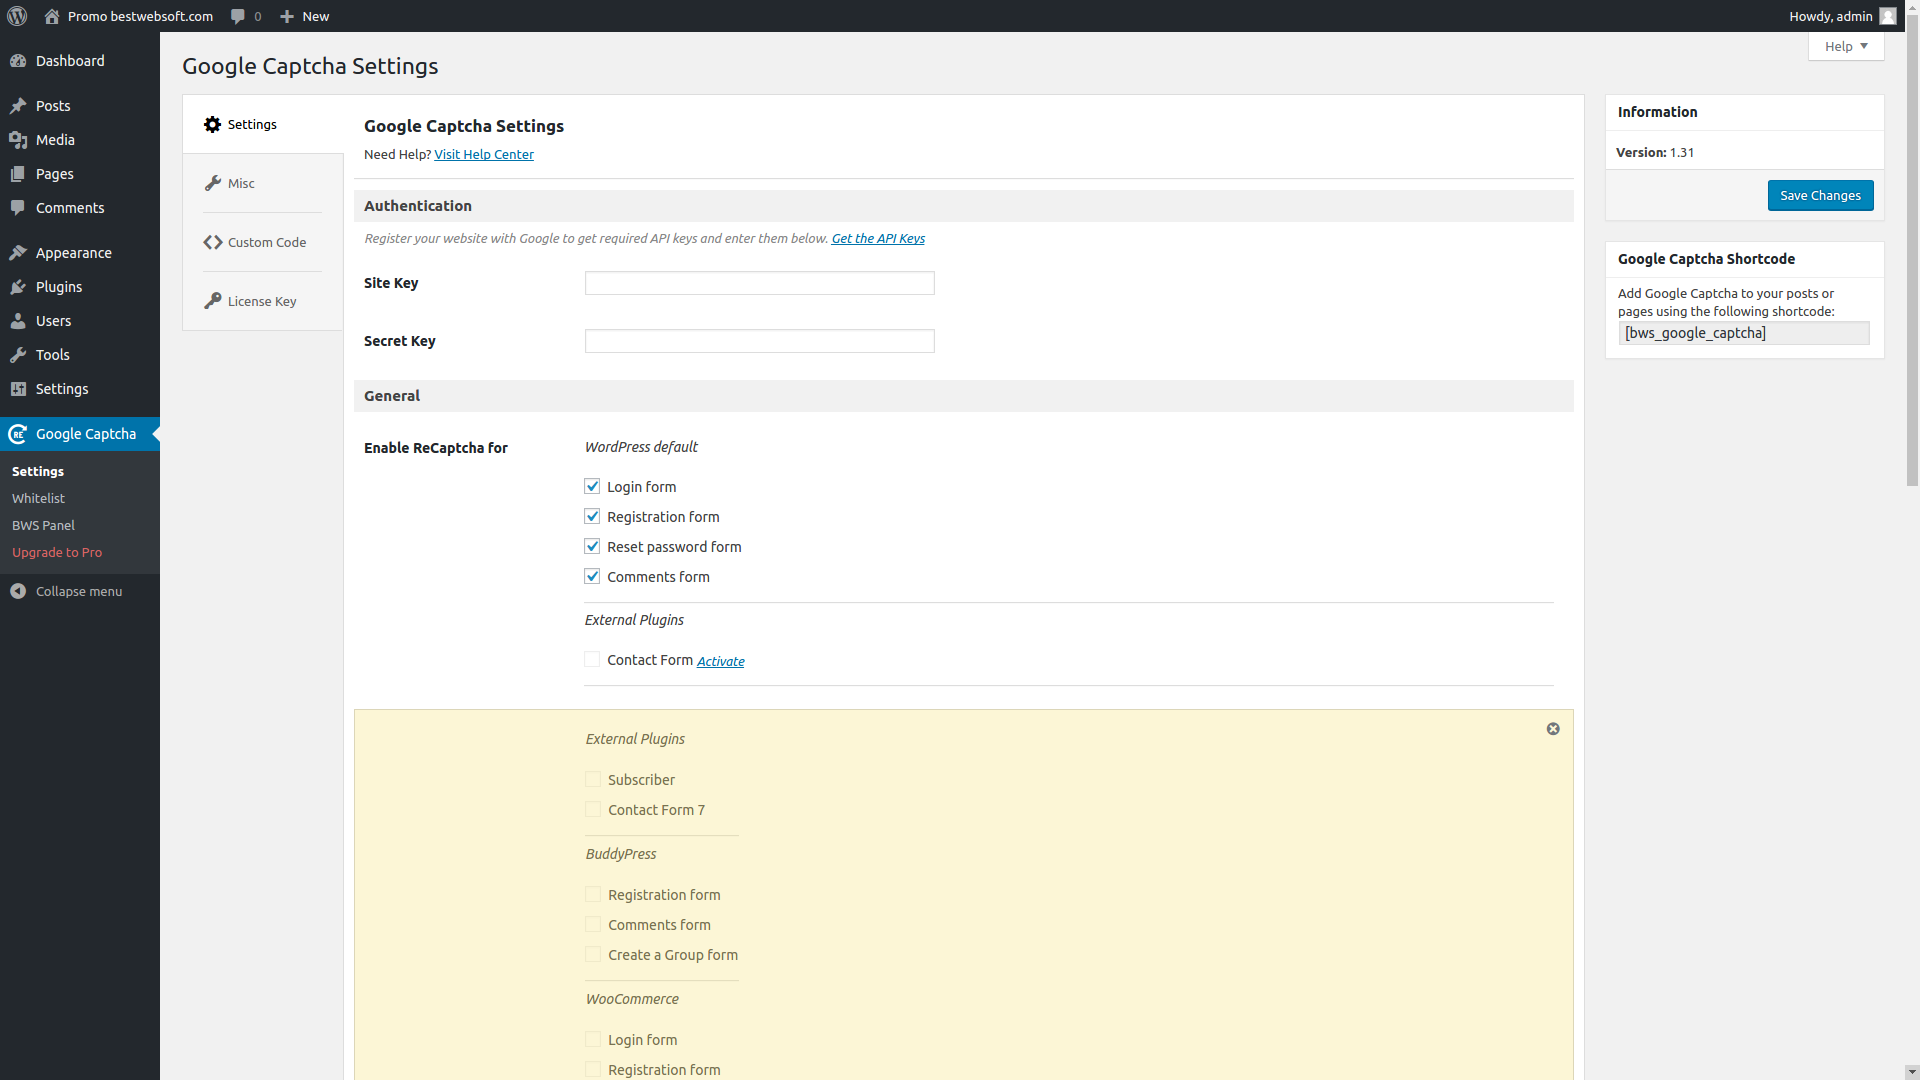 Promo bestwebsoft.com
0
New
Howdy, admin
Help
Dashboard
Posts
Media
Pages
Comments
Appearance
Plugins
Users
Tools
Settings
RE
Google Captcha
Settings
Whitelist
BWS Panel
Upgrade to Pro
Collapse menu
Google Captcha Settings
Settings
Misc
Custom Code
License Key
Google Captcha Settings
Need Help? Visit Help Center
Authentication
Register your website with Google to get required API keys and enter them below. Get the API Keys
Site Key
Secret Key
General
Enable ReCaptcha for
WordPress default
Login form
Registration form
Reset password form
Comments form
External Plugins
Contact Form Activate
External Plugins
Subscriber
Contact Form 7
BuddyPress
Registration form
Comments form
Create a Group form
WooCommerce
Login form
Registration form
Information
Version: 1.31
Save Changes
Google Captcha Shortcode
Add Google Captcha to your posts or
pages using the following shortcode:
[bws_google_captcha]